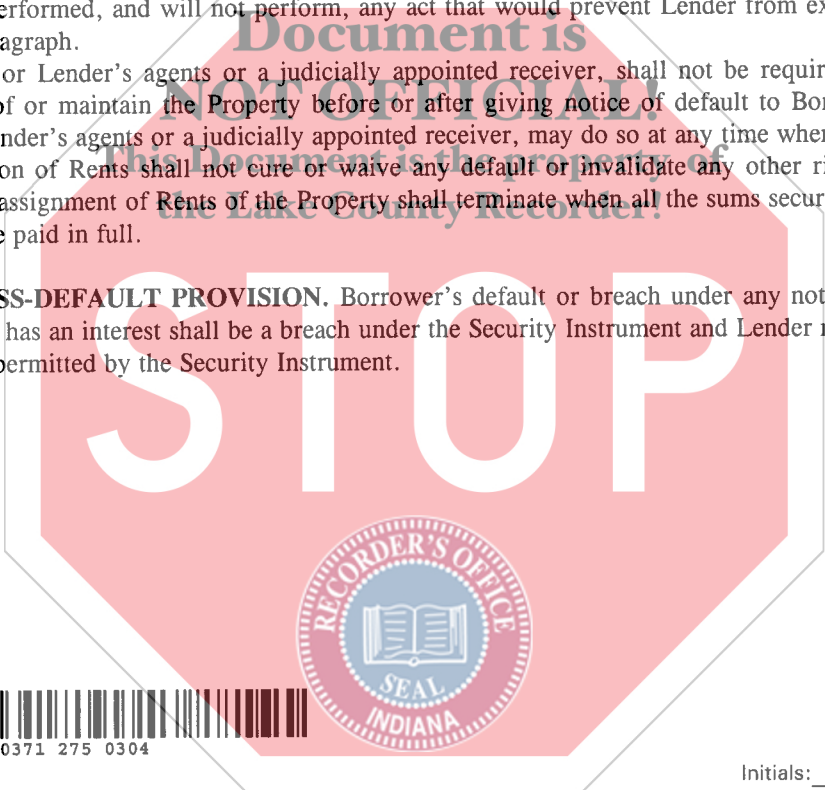 erformed, and will not perform, any act that would prevent Lender from ex
Document is
agraph.
or Lender's agents or a judicially appointed receiver, shall not be requir
NOT OFFICIAL!
of or maintain the Property before or after giving notice of default to Bor
nder's agents or a judicially appointed receiver, may do so at any time when
This Document is the property of
on of Rents shall not cure or waive any default or invalidate any other ri
assignment of Rents of the Property shall terminate when all the sums secur
the Lake County Recorder!
e paid in full.
SS-DEFAULT PROVISION. Borrower's default or breach under any not
has an interest shall be a breach under the Security Instrument and Lender
permitted by the Security Instrument.
STOP
RECORDER'S OFFICE
SEAL
INDIANA
0371 275 0304
Initials: